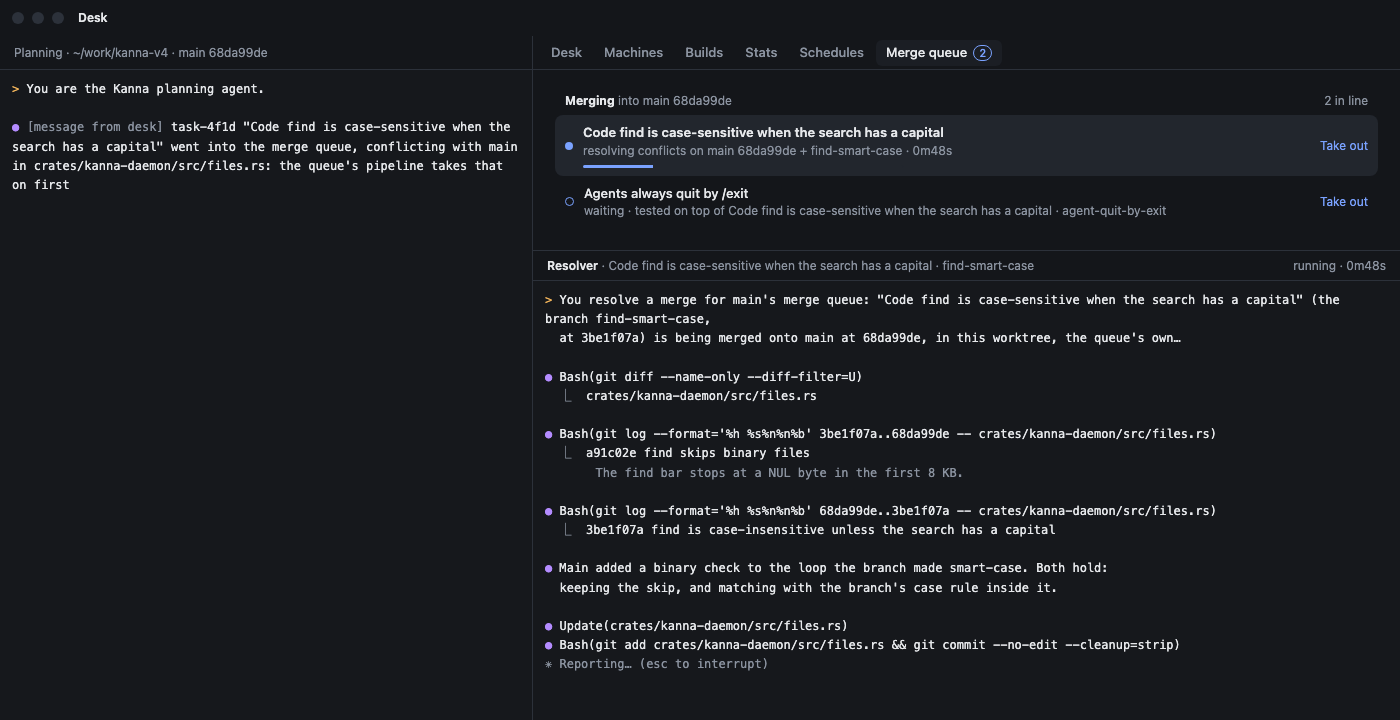 Desk
Planning · ~/work/kanna-v4 · main 68da99de
> You are the Kanna planning agent.
● [message from desk] task-4f1d "Code find is case-sensitive when the
search has a capital" went into the merge queue, conflicting with main
in crates/kanna-daemon/src/files.rs: the queue's pipeline takes that
on first
Desk Machines Builds Stats Schedules Merge queue 2
Merging into main 68da99de 2 in line
Code find is case-sensitive when the search has a capital
resolving conflicts on main 68da99de + find-smart-case · 0m48s
Take out
Agents always quit by /exit
waiting · tested on top of Code find is case-sensitive when the search has a capital · agent-quit-by-exit
Take out
Resolver · Code find is case-sensitive when the search has a capital · find-smart-case running · 0m48s
> You resolve a merge for main's merge queue: "Code find is case-sensitive when the search has a capital" (the
branch find-smart-case,
at 3be1f07a) is being merged onto main at 68da99de, in this worktree, the queue's own…
● Bash(git diff --name-only --diff-filter=U)
⎿ crates/kanna-daemon/src/files.rs
● Bash(git log --format='%h %s%n%n%b' 3be1f07a..68da99de -- crates/kanna-daemon/src/files.rs)
⎿ a91c02e find skips binary files
The find bar stops at a NUL byte in the first 8 KB.
● Bash(git log --format='%h %s%n%n%b' 68da99de..3be1f07a -- crates/kanna-daemon/src/files.rs)
⎿ 3be1f07a find is case-insensitive unless the search has a capital
● Main added a binary check to the loop the branch made smart-case. Both hold:
keeping the skip, and matching with the branch's case rule inside it.
● Update(crates/kanna-daemon/src/files.rs)
● Bash(git add crates/kanna-daemon/src/files.rs && git commit --no-edit --cleanup=strip)
✳ Reporting… (esc to interrupt)